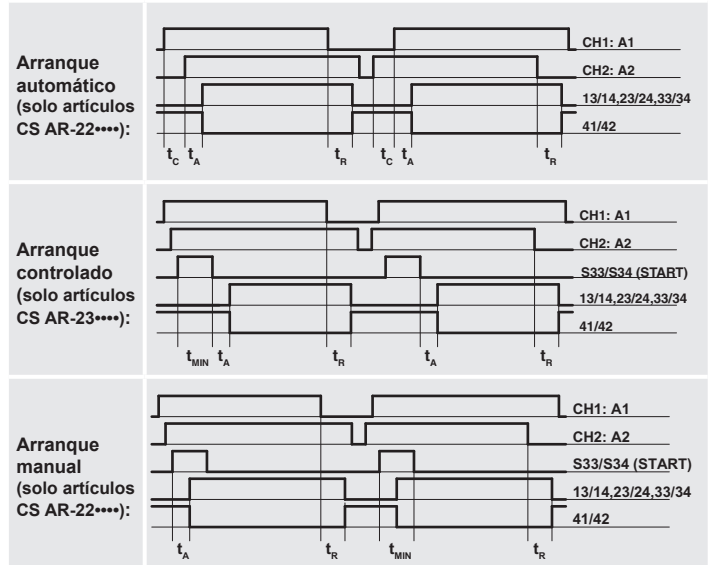 Arranque
automático
(solo artículos
CS AR-22••••):
CH1: A1
CH2: A2
13/14,23/24,33/34
41/42
tC tA tR tC tA tR
Arranque
controlado
(solo artículos
CS AR-23••••):
CH1: A1
CH2: A2
S33/S34 (START)
13/14,23/24,33/34
41/42
tMIN tA tR tA tR
Arranque
manual
(solo artículos
CS AR-22••••):
CH1: A1
CH2: A2
S33/S34 (START)
13/14,23/24,33/34
41/42
tA tR tMIN tR